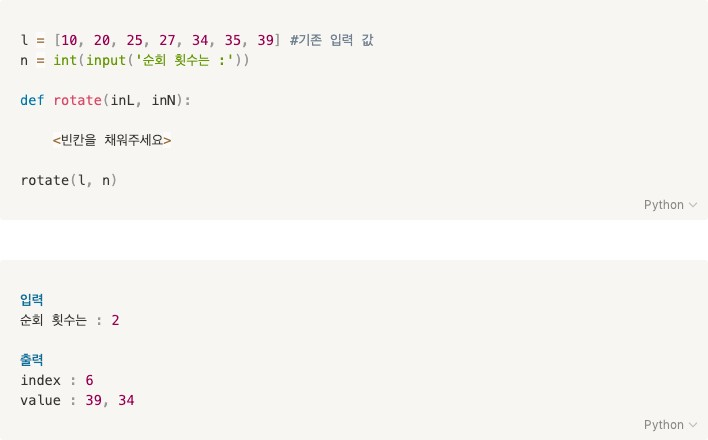 l = [10, 20, 25, 27, 34, 35, 39] #기존 입력 값
n = int(input('순회 횟수는 :'))
def rotate(inL, inN):
<빈칸을 채워주세요>
rotate(l, n)
Python
입력
순회 횟수는 : 2
출력
index : 6
value : 39, 34
Python